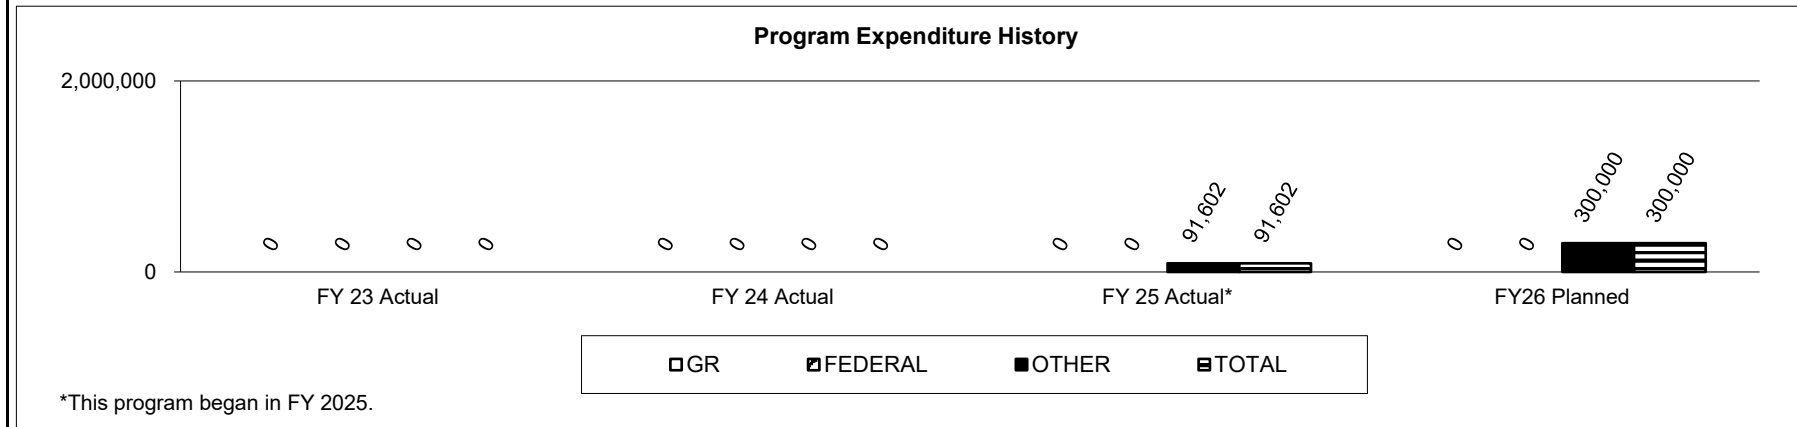 Program Expenditure History
2,000,000
0
0 0 0 0 0 0 0 0 0 0 91,602 91,602 0 0 300,000 300,000
FY 23 Actual FY 24 Actual FY 25 Actual* FY26 Planned
GR FEDERAL OTHER TOTAL
*This program began in FY 2025.